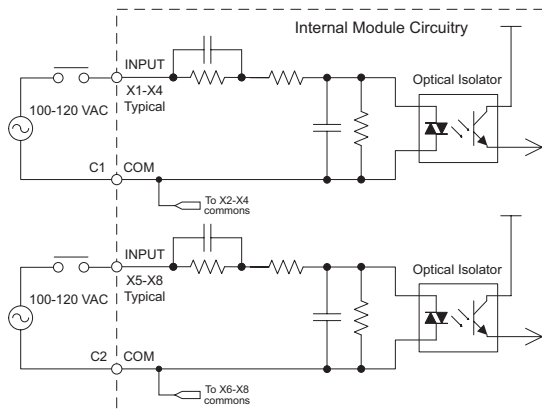 Internal Module Circuitry
INPUT
X1-X4
Typical
100-120 VAC
Optical Isolator
C1
COM
To X2-X4
commons
INPUT
X5-X8
Typical
100-120 VAC
Optical Isolator
C2
COM
To X6-X8
commons